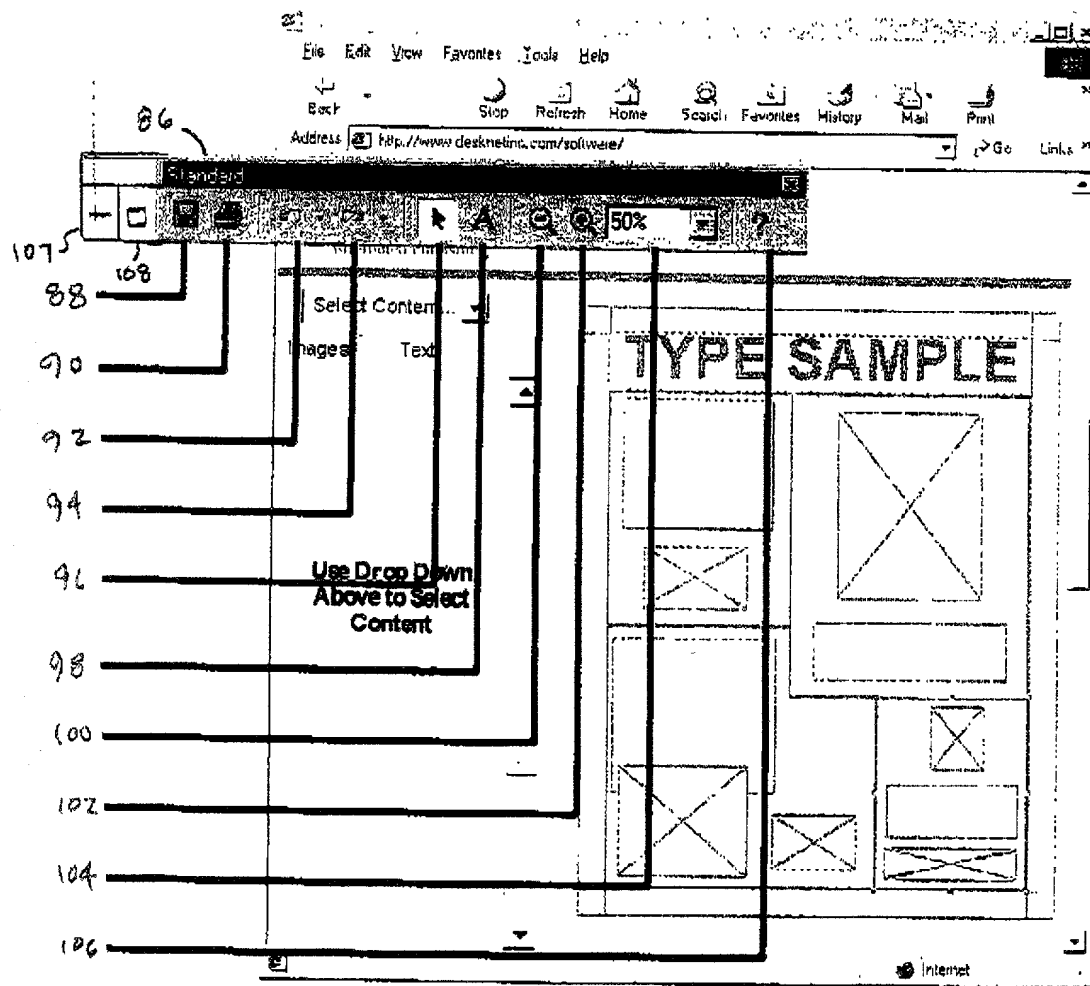 File Edit View Favorites Tools Help
Back Stop Refresh Home Search Favorites History Mail Print
Address http://www.desknetinc.com/software/ Go Links »
86
Standard
50% ?
A
107
108
88
Select Content...
90
Images Text
TYPE SAMPLE
92
94
96
Use Drop Down
Above to Select
Content
98
100
102
104
106
Internet